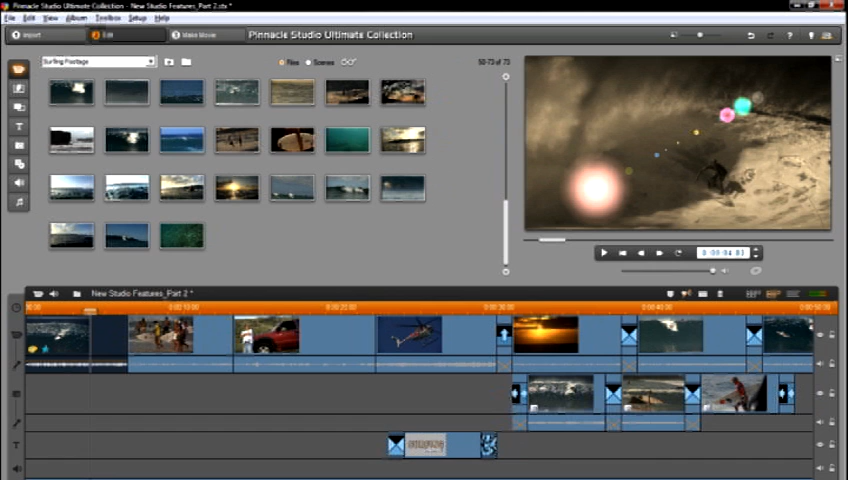 Pinnacle Studio Ultimate Collection - New Studio Features_Part 2.stx *
File Edit View Album Toolbox Setup Help
1 Import
2 Edit
3 Make Movie
Pinnacle Studio Ultimate Collection
Surfing Footage
Files
Scenes
50-73 of 73
0:00:04:03
New Studio Features_Part 2 *
0:00:10:00
0:00:20:00
0:00:30:00
0:00:40:00
0:00:50:00